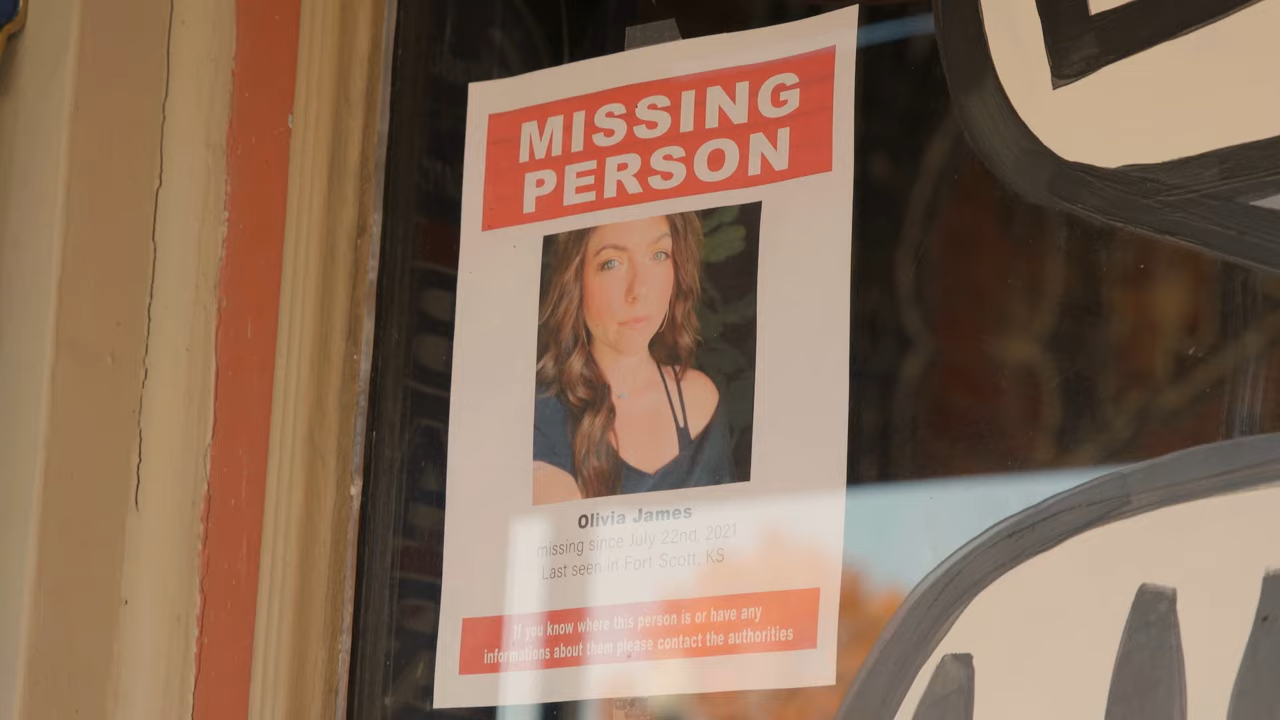 MISSING
PERSON
Olivia James
missing since July 22nd, 2021
Last seen in Fort Scott, KS
If you know where this person is or have any
informations about them please contact the authorities